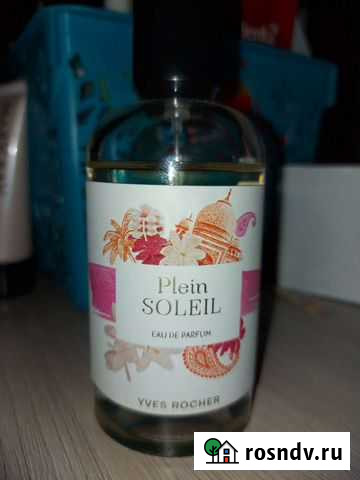 Plein
SOLEIL
EAU DE PARFUM
YVES ROCHER
rosndv.ru